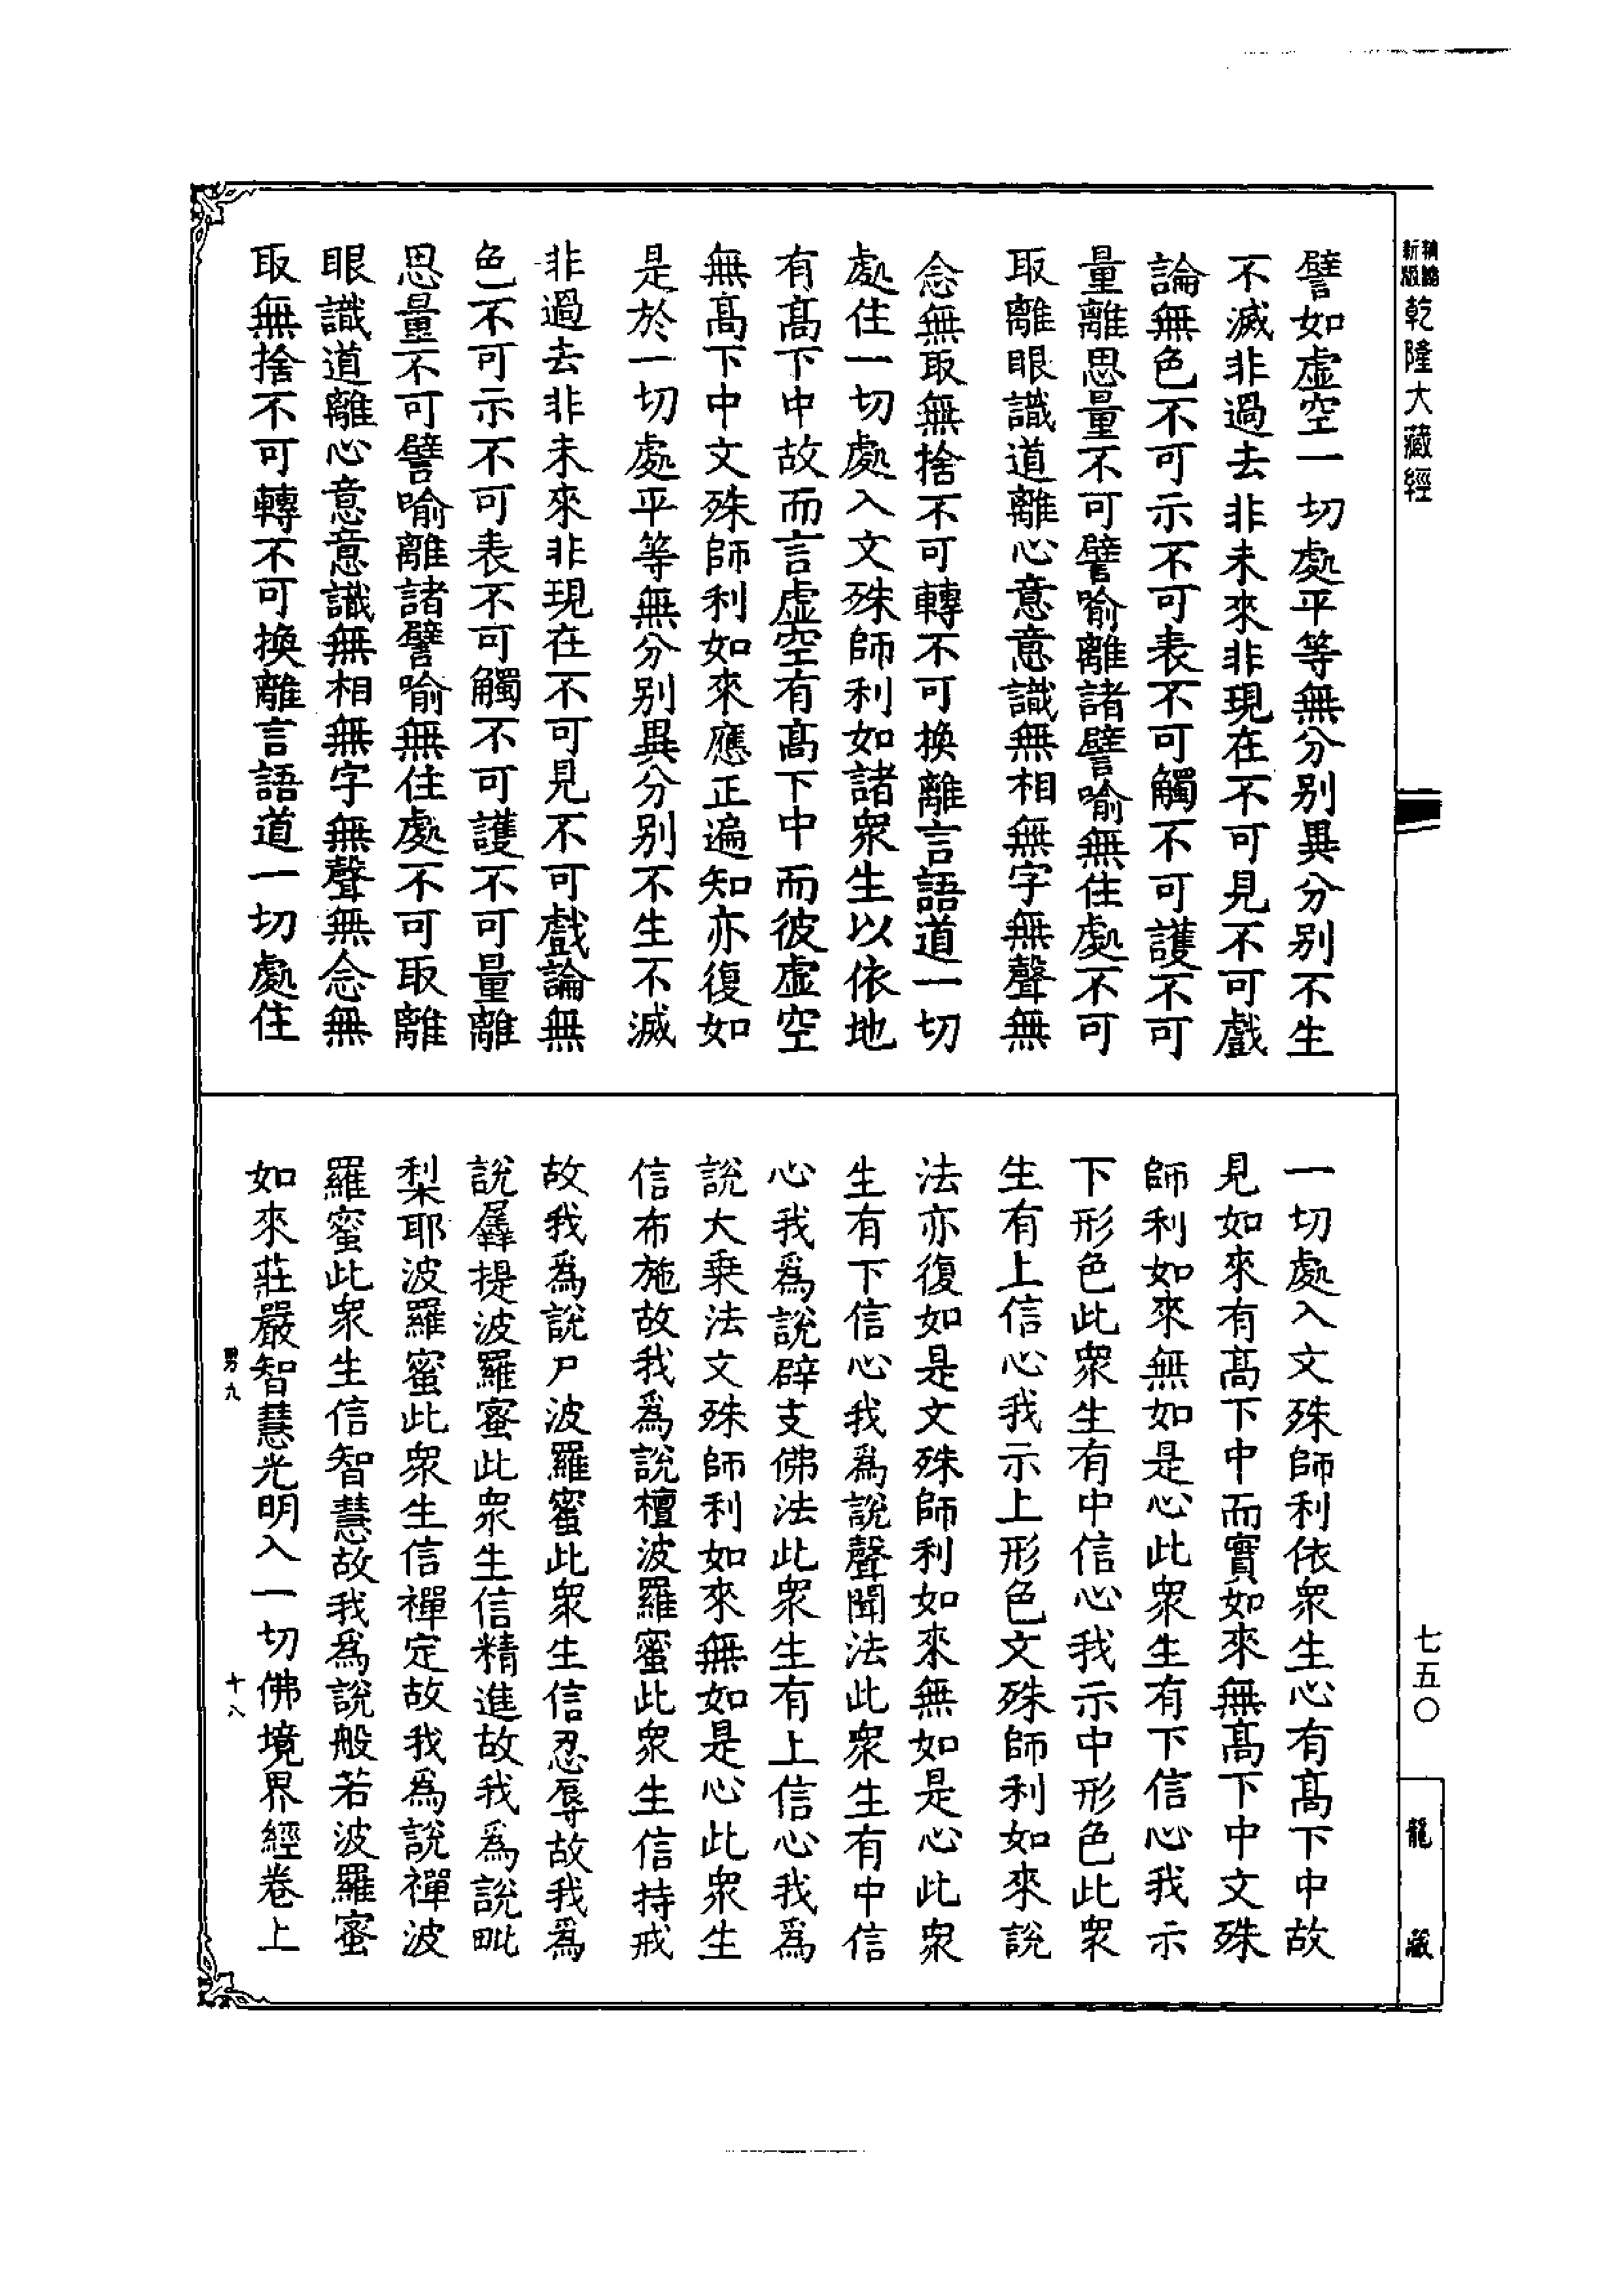 新版
乾隆大藏經
譬如虛空一切處平等無分別異分別不生
不滅非過去非未來非現在不可見不可戲
論無色不可示不可表不可觸不可護不可
量離思量不可譬喻離諸譬喻無住處不可
取離眼識道離心意意識無相無字無聲無
念無取無捨不可轉不可換離言語道一切
處住一切處入文殊師利如諸衆生以依地
有髙下中故而言虛空有髙下中而彼虛空
無髙下中文殊師利如來應正遍知亦復如
是於一切處平等無分別異分別不生不滅
非過去非未來非現在不可見不可戲論無
色不可示不可表不可觸不可護不可量離
思量不可譬喻離諸譬喻無住處不可取離
眼識道離心意意識無相無字無聲無念無
取無捨不可轉不可換離言語道一切處住
一切處入文殊師利依衆生心有髙下中故
見如來有髙下中而實如來無髙下中文殊
師利如來無如是心此衆生有下信心我示
下形色此衆生有中信心我示中形色此衆
生有上信心我示上形色文殊師利如來說
法亦復如是文殊師利如來無如是心此衆
生有下信心我爲說聲聞法此衆生有中信
心我爲說辟支佛法此衆生有上信心我爲
說大乗法文殊師利如來無如是心此衆生
信布施故我爲說檀波羅蜜此衆生信持戒
故我爲說尸波羅蜜此衆生信忍辱故我爲
說羼提波羅蜜此衆生信精進故我爲說毗
梨耶波羅蜜此衆生信禪定故我爲說禪波
羅蜜此衆生信智慧故我爲說般若波羅蜜
如來莊嚴智慧光明入一切佛境界經卷上
男九
十八
七五〇
龍藏